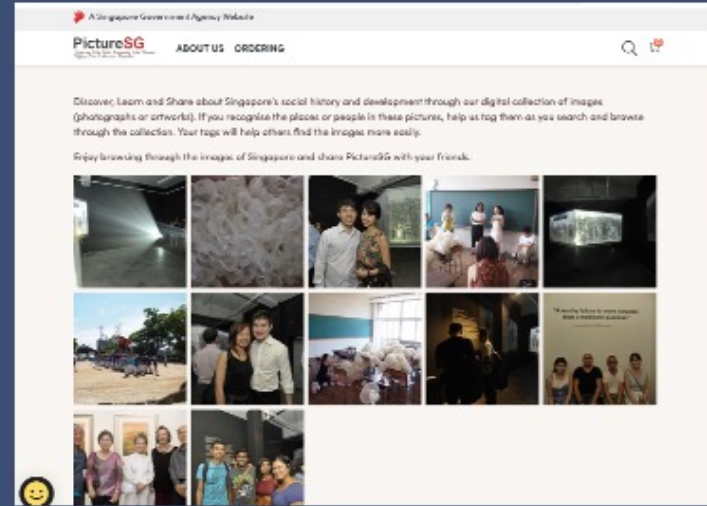 A Singapore Government Agency Website
PictureSG
ABOUT US ORDERING
Discover, Learn and Share about Singapore's social history and development through our digital collection of images
(photographs or artworks). If you recognise the places or people in these pictures, help us tag them as you search and browse
through the collection. Your tags will help others find the images more easily.
Enjoy browsing through the images of Singapore and share PictureSG with your friends.